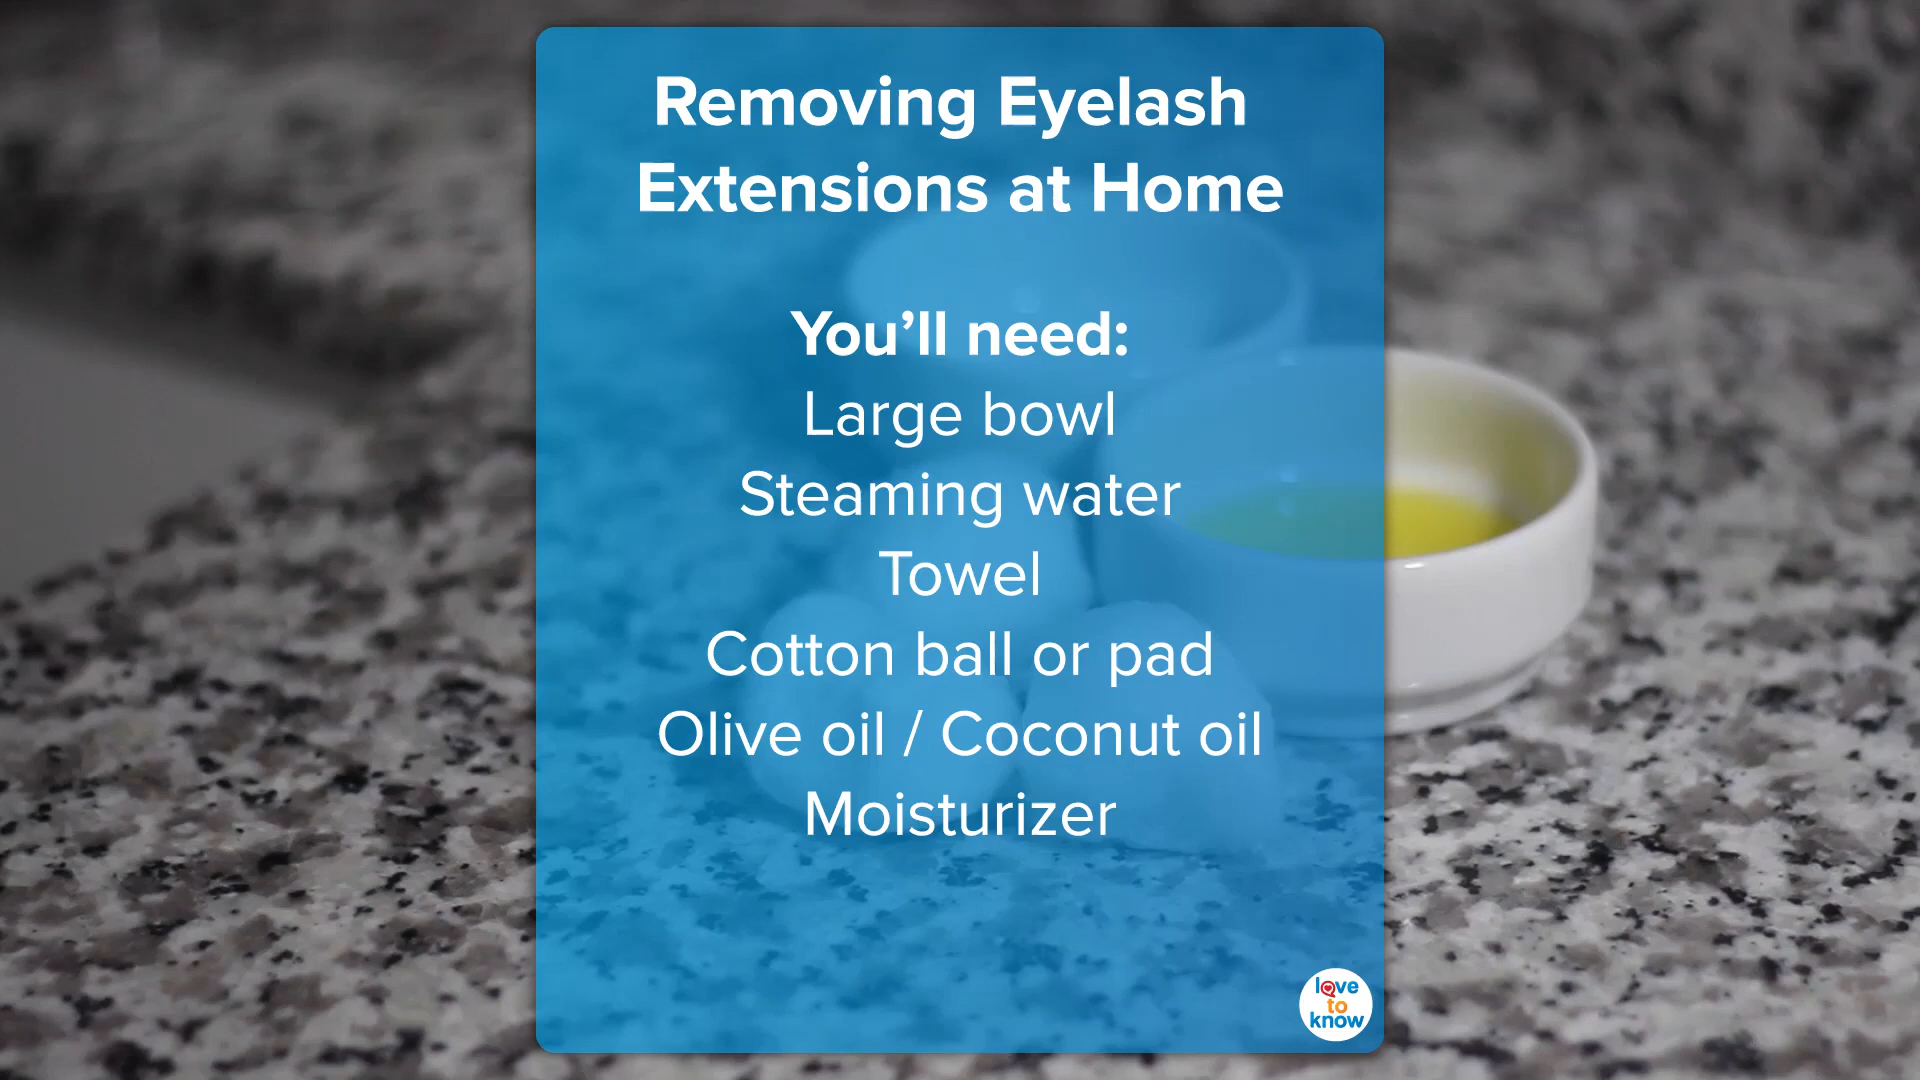 Removing Eyelash
Extensions at Home
You’ll need:
Large bowl
Steaming water
Towel
Cotton ball or pad
Olive oil / Coconut oil
Moisturizer
love
to
know